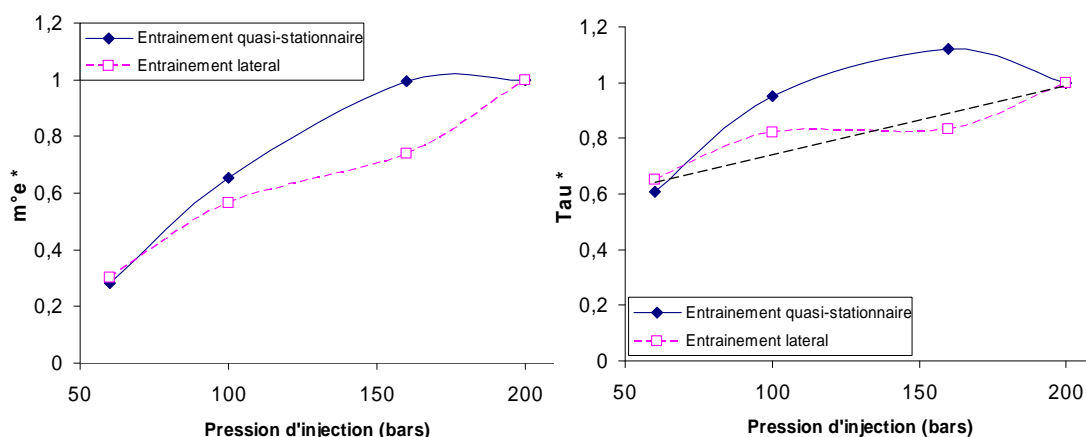 1,2
1
0,8
0,6
0,4
0,2
0
m°e *
Entrainement quasi-stationnaire
Entrainement lateral
50
100
150
200
Pression d'injection (bars)
1,2
1
0,8
0,6
0,4
0,2
0
Tau *
Entrainement quasi-stationnaire
Entrainement lateral
50
100
150
200
Pression d'injection (bars)